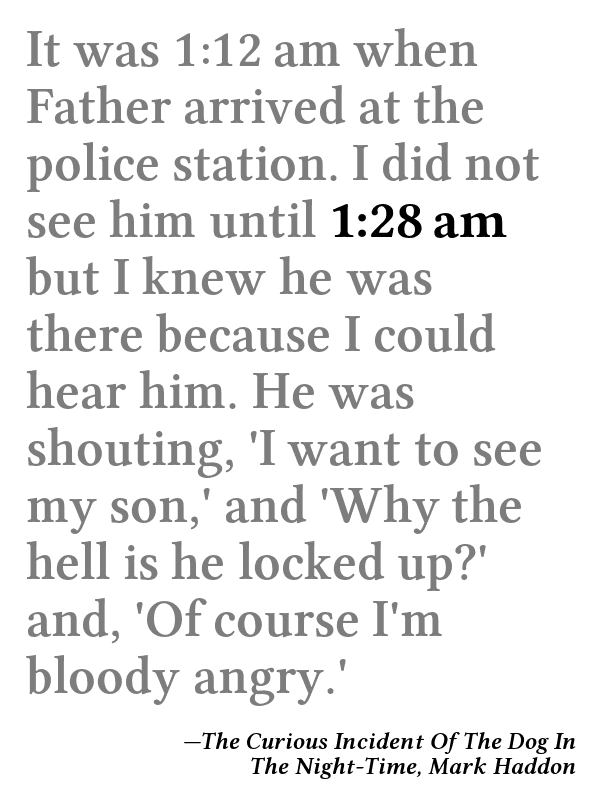 It was 1:12 am when
Father arrived at the
police station. I did not
see him until 1:28 am
but I knew he was
there because I could
hear him. He was
shouting, 'I want to see
my son,' and 'Why the
hell is he locked up?'
and, 'Of course I'm
bloody angry.'
—The Curious Incident Of The Dog In
The Night-Time, Mark Haddon